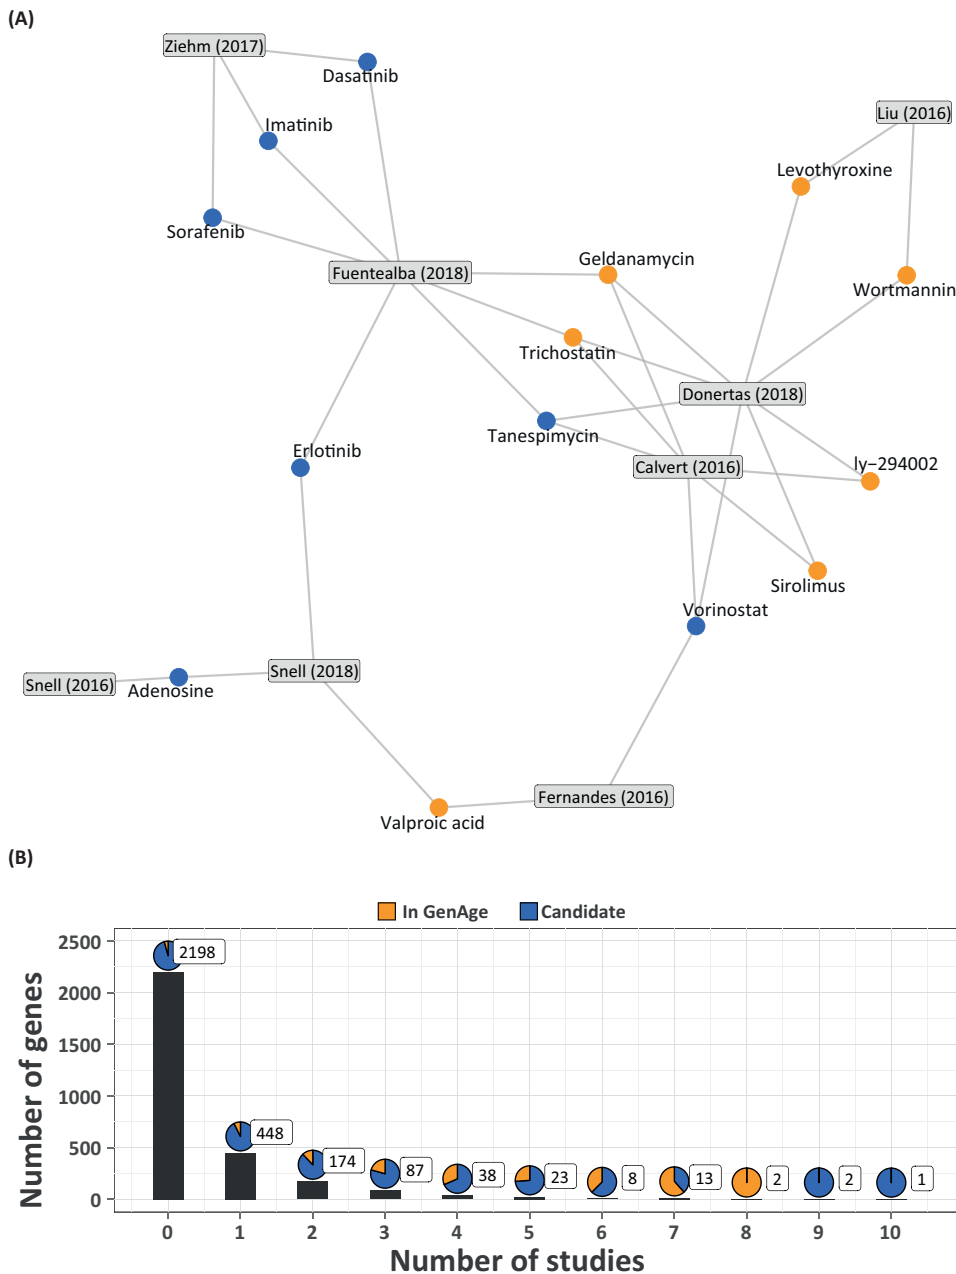 (A)
Ziehm (2017)
Dasatinib
Liu (2016)
Imatinib
Levothyroxine
Sorafenib
Geldanamycin
Fuentealba (2018)
Wortmannin
Trichostatin
Donertas (2018)
Tanespimycin
Erlotinib
Calvert (2016)
ly−294002
Sirolimus
Vorinostat
Snell (2018)
Snell (2016)
Adenosine
Fernandes (2016)
Valproic acid
(B)
In GenAge
Candidate
Number of genes
2500
2000
1500
1000
500
0
2198
448
174
87
38
23
8
13
2
2
1
0 1 2 3 4 5 6 7 8 9 10
Number of studies